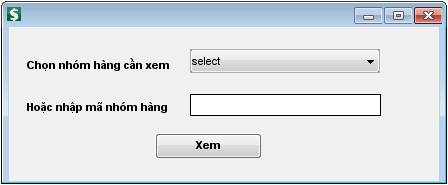 Chọn nhóm hàng cần xem select
Hoặc nhập mã nhóm hàng
Xem